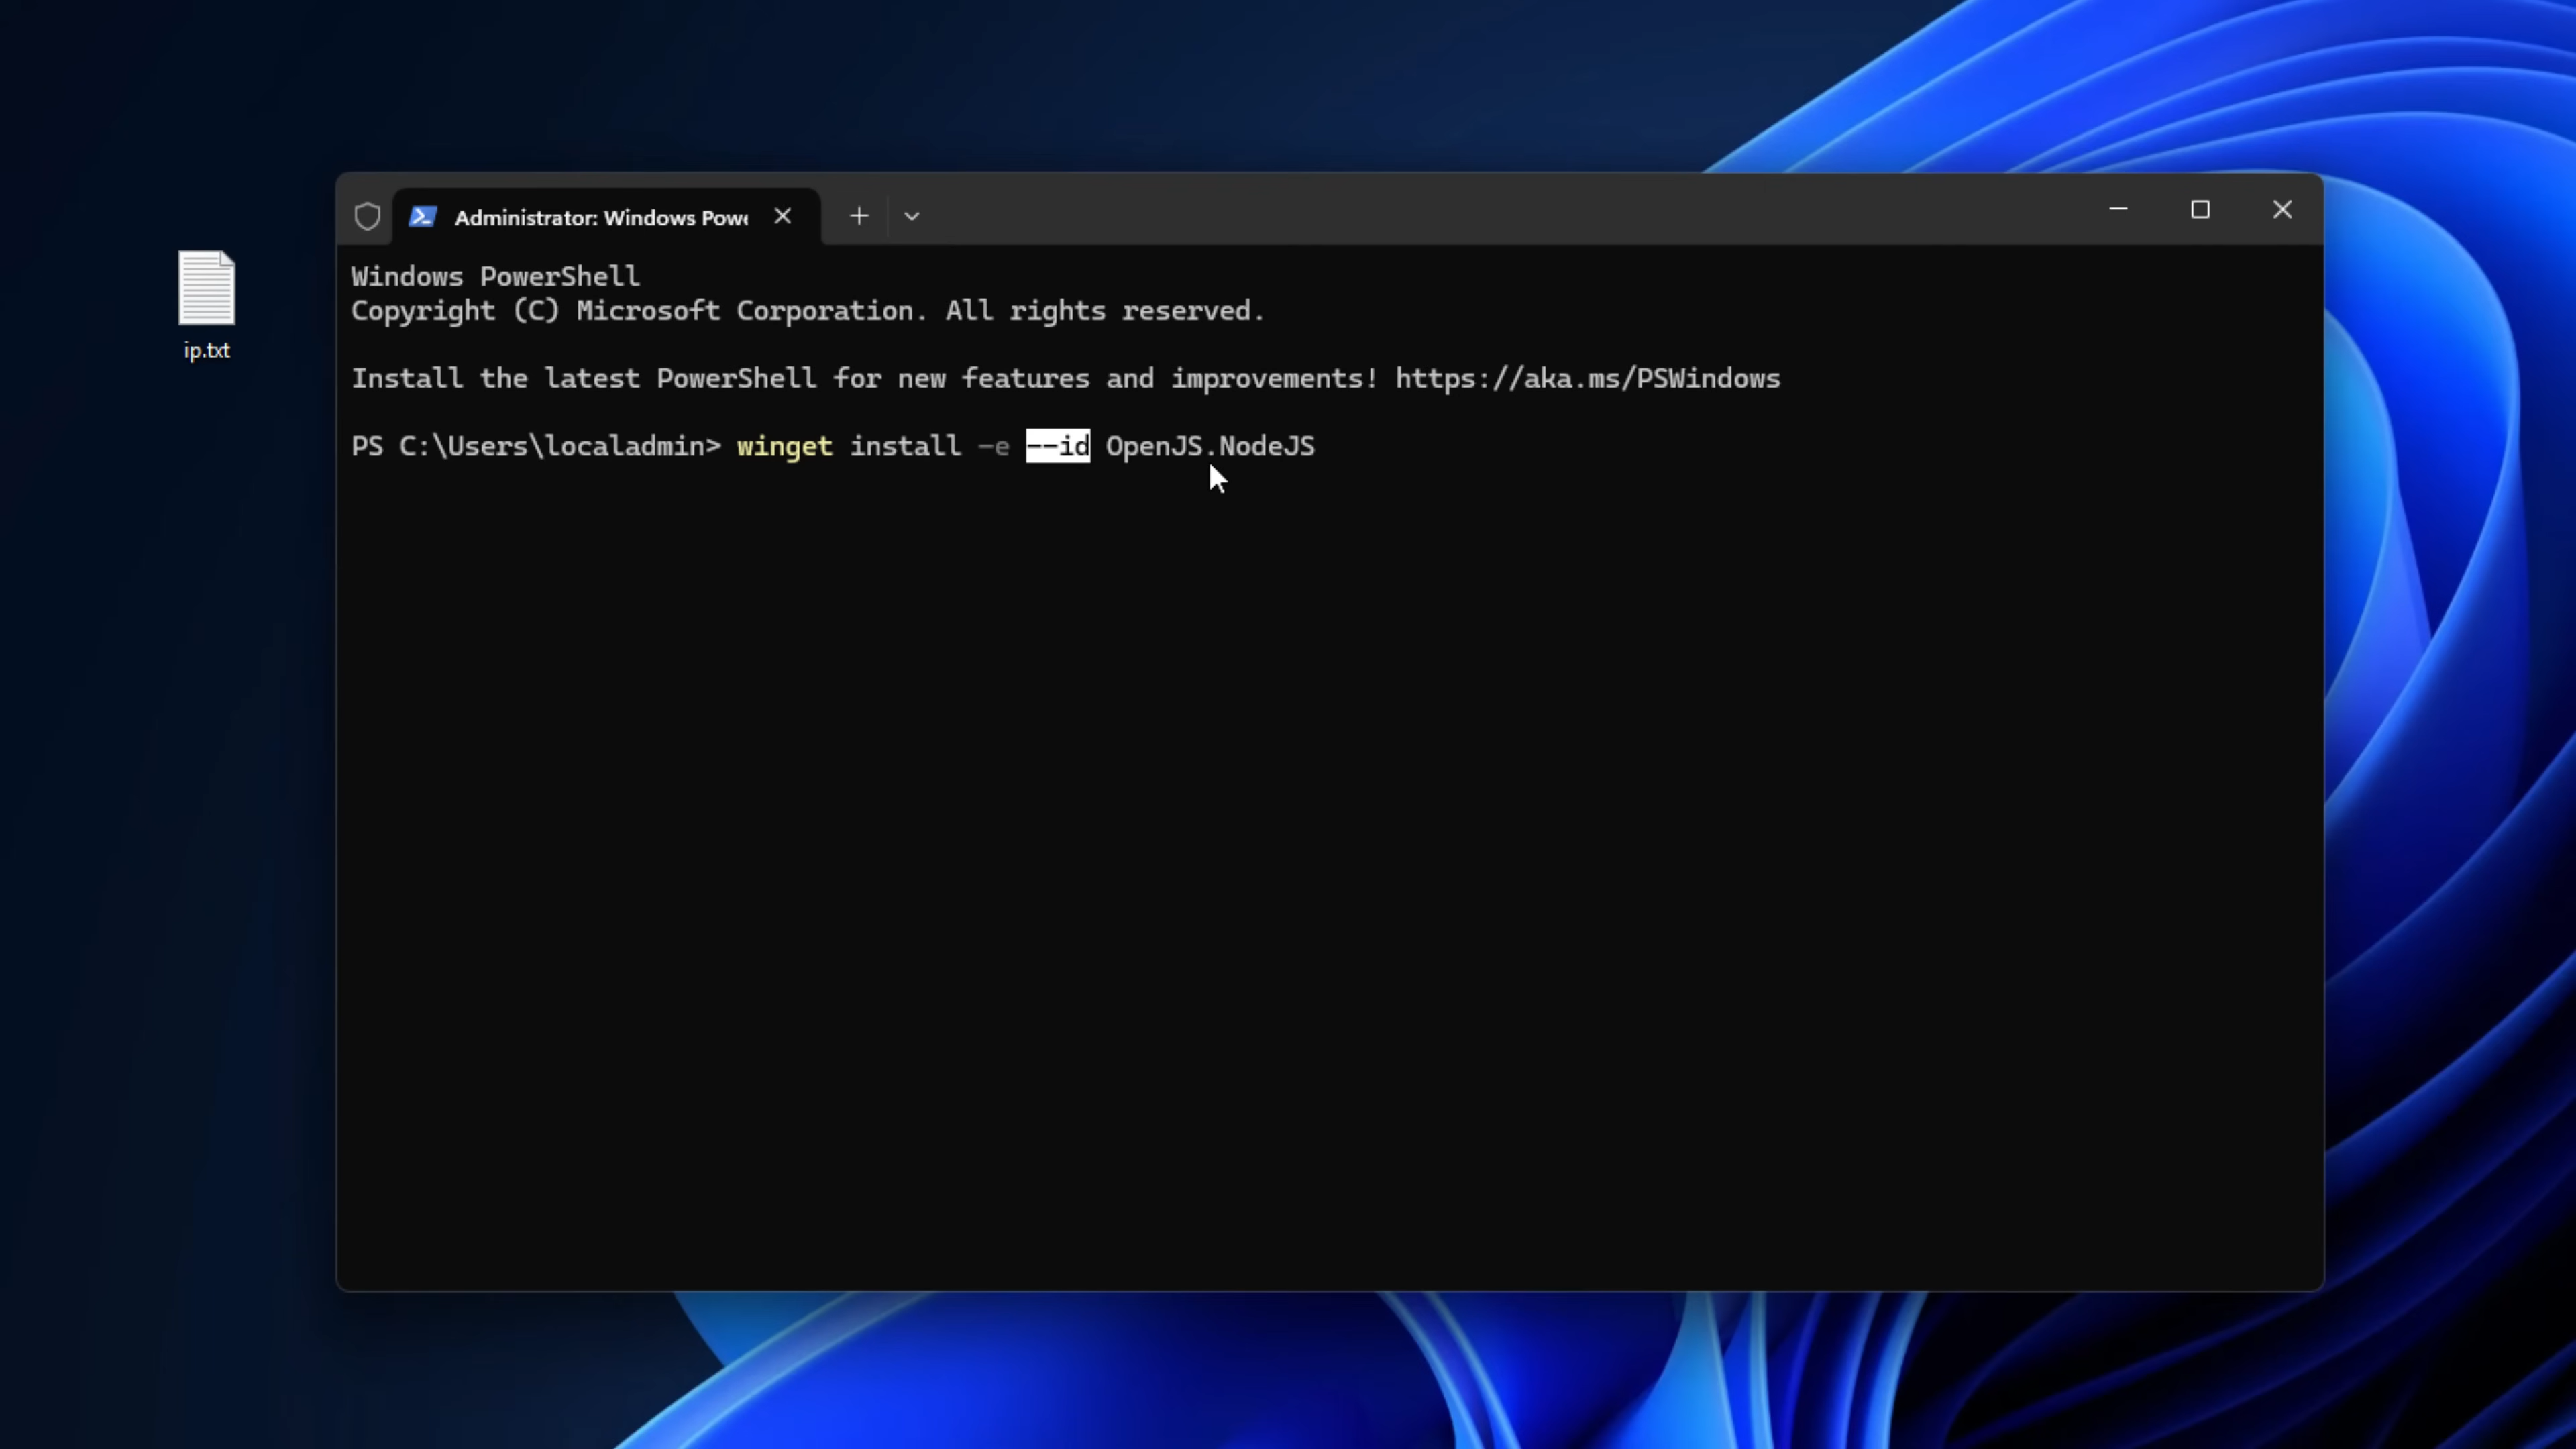 Administrator: Windows Powe
ip.txt
Windows PowerShell
Copyright (C) Microsoft Corporation. All rights reserved.
Install the latest PowerShell for new features and improvements! https://aka.ms/PSWindows
PS C:\Users\localadmin> winget install -e --id OpenJS.NodeJS